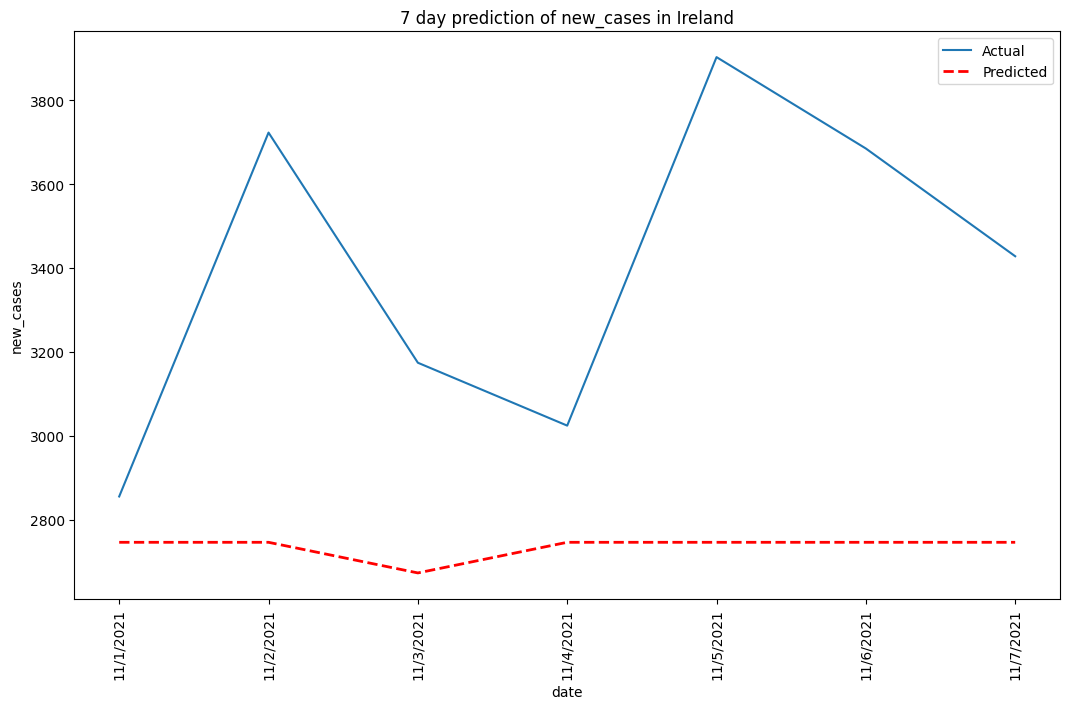 7 day prediction of new_cases in Ireland
Actual
Predicted
3800
3600
3400
3200
3000
2800
new_cases
11/1/2021
11/2/2021
11/3/2021
11/4/2021
11/5/2021
11/6/2021
11/7/2021
date